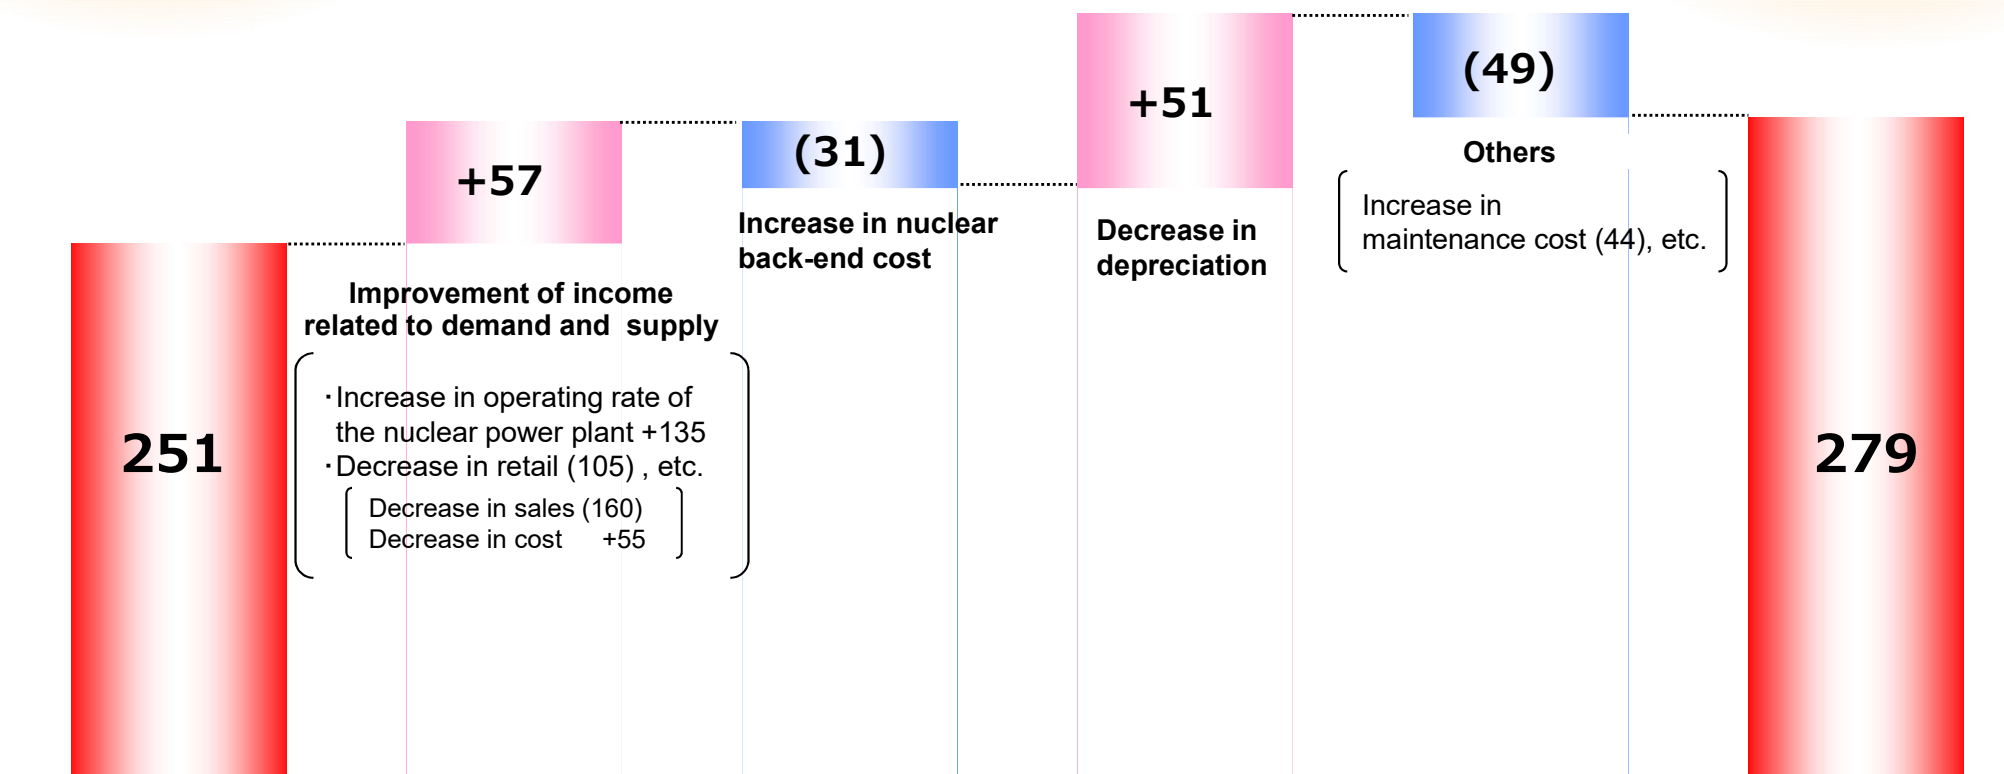 251
+57
Improvement of income
related to demand and supply
・Increase in operating rate of
the nuclear power plant +135
・Decrease in retail (105) , etc.
Decrease in sales (160)
Decrease in cost +55
(31)
Increase in nuclear
back-end cost
+51
Decrease in
depreciation
(49)
Others
Increase in
maintenance cost (44), etc.
279